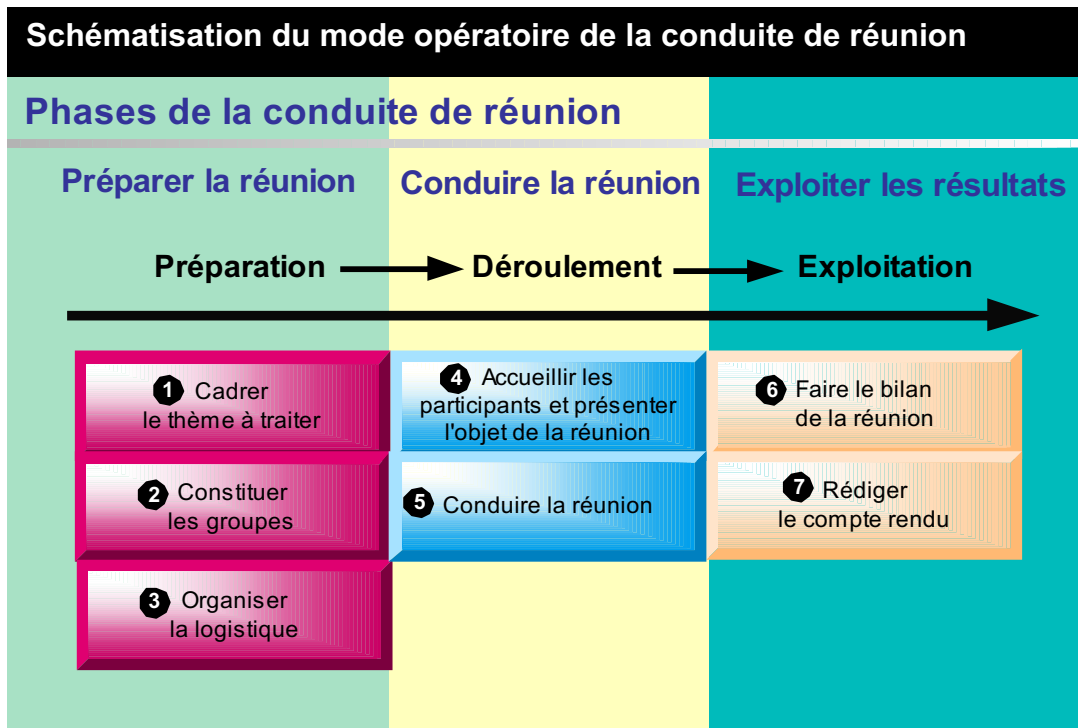 Schématisation du mode opératoire de la conduite de réunion
Phases de la conduite de réunion
Préparer la réunion
Conduire la réunion
Exploiter les résultats
Préparation
Déroulement
Exploitation
1 Cadrer
le thème à traiter
2 Constituer
les groupes
3 Organiser
la logistique
4 Accueillir les
participants et présenter
l'objet de la réunion
5 Conduire la réunion
6 Faire le bilan
de la réunion
7 Rédiger
le compte rendu